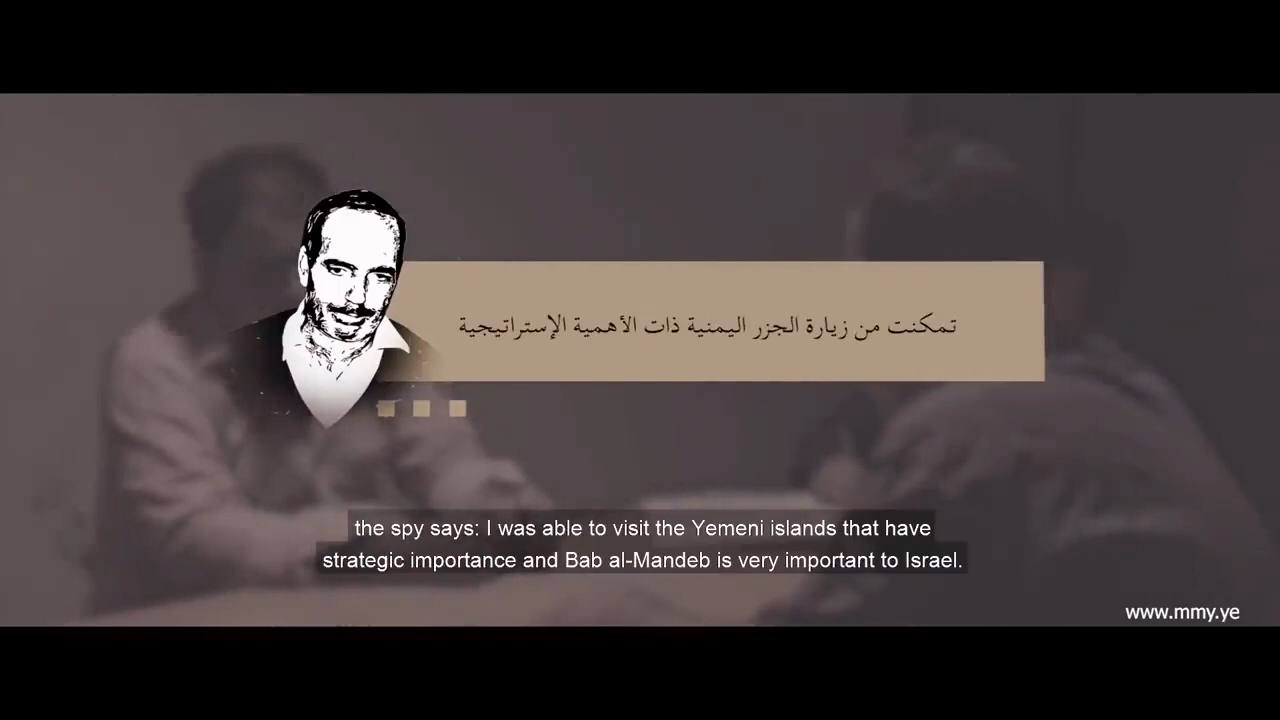 تمكنت من زيارة الجزر اليمنية ذات الأهمية الإستراتيجية
the spy says: I was able to visit the Yemeni islands that have
strategic importance and Bab al-Mandeb is very important to Israel.
www.mmy.ye